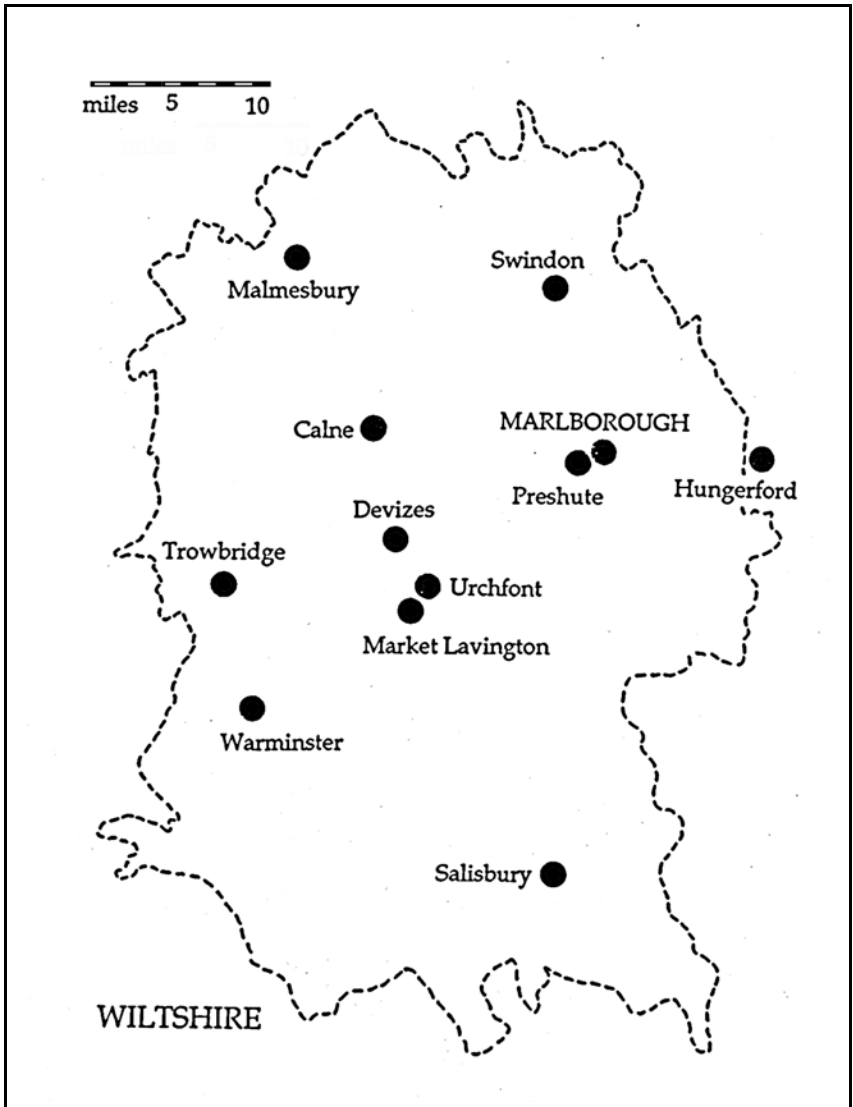 miles 5 10
Swindon
Malmesbury
MARLBOROUGH
Calne
Preshute
Hungerford
Devizes
Trowbridge
Urchfont
Market Lavington
Warminster
Salisbury
WILTSHIRE